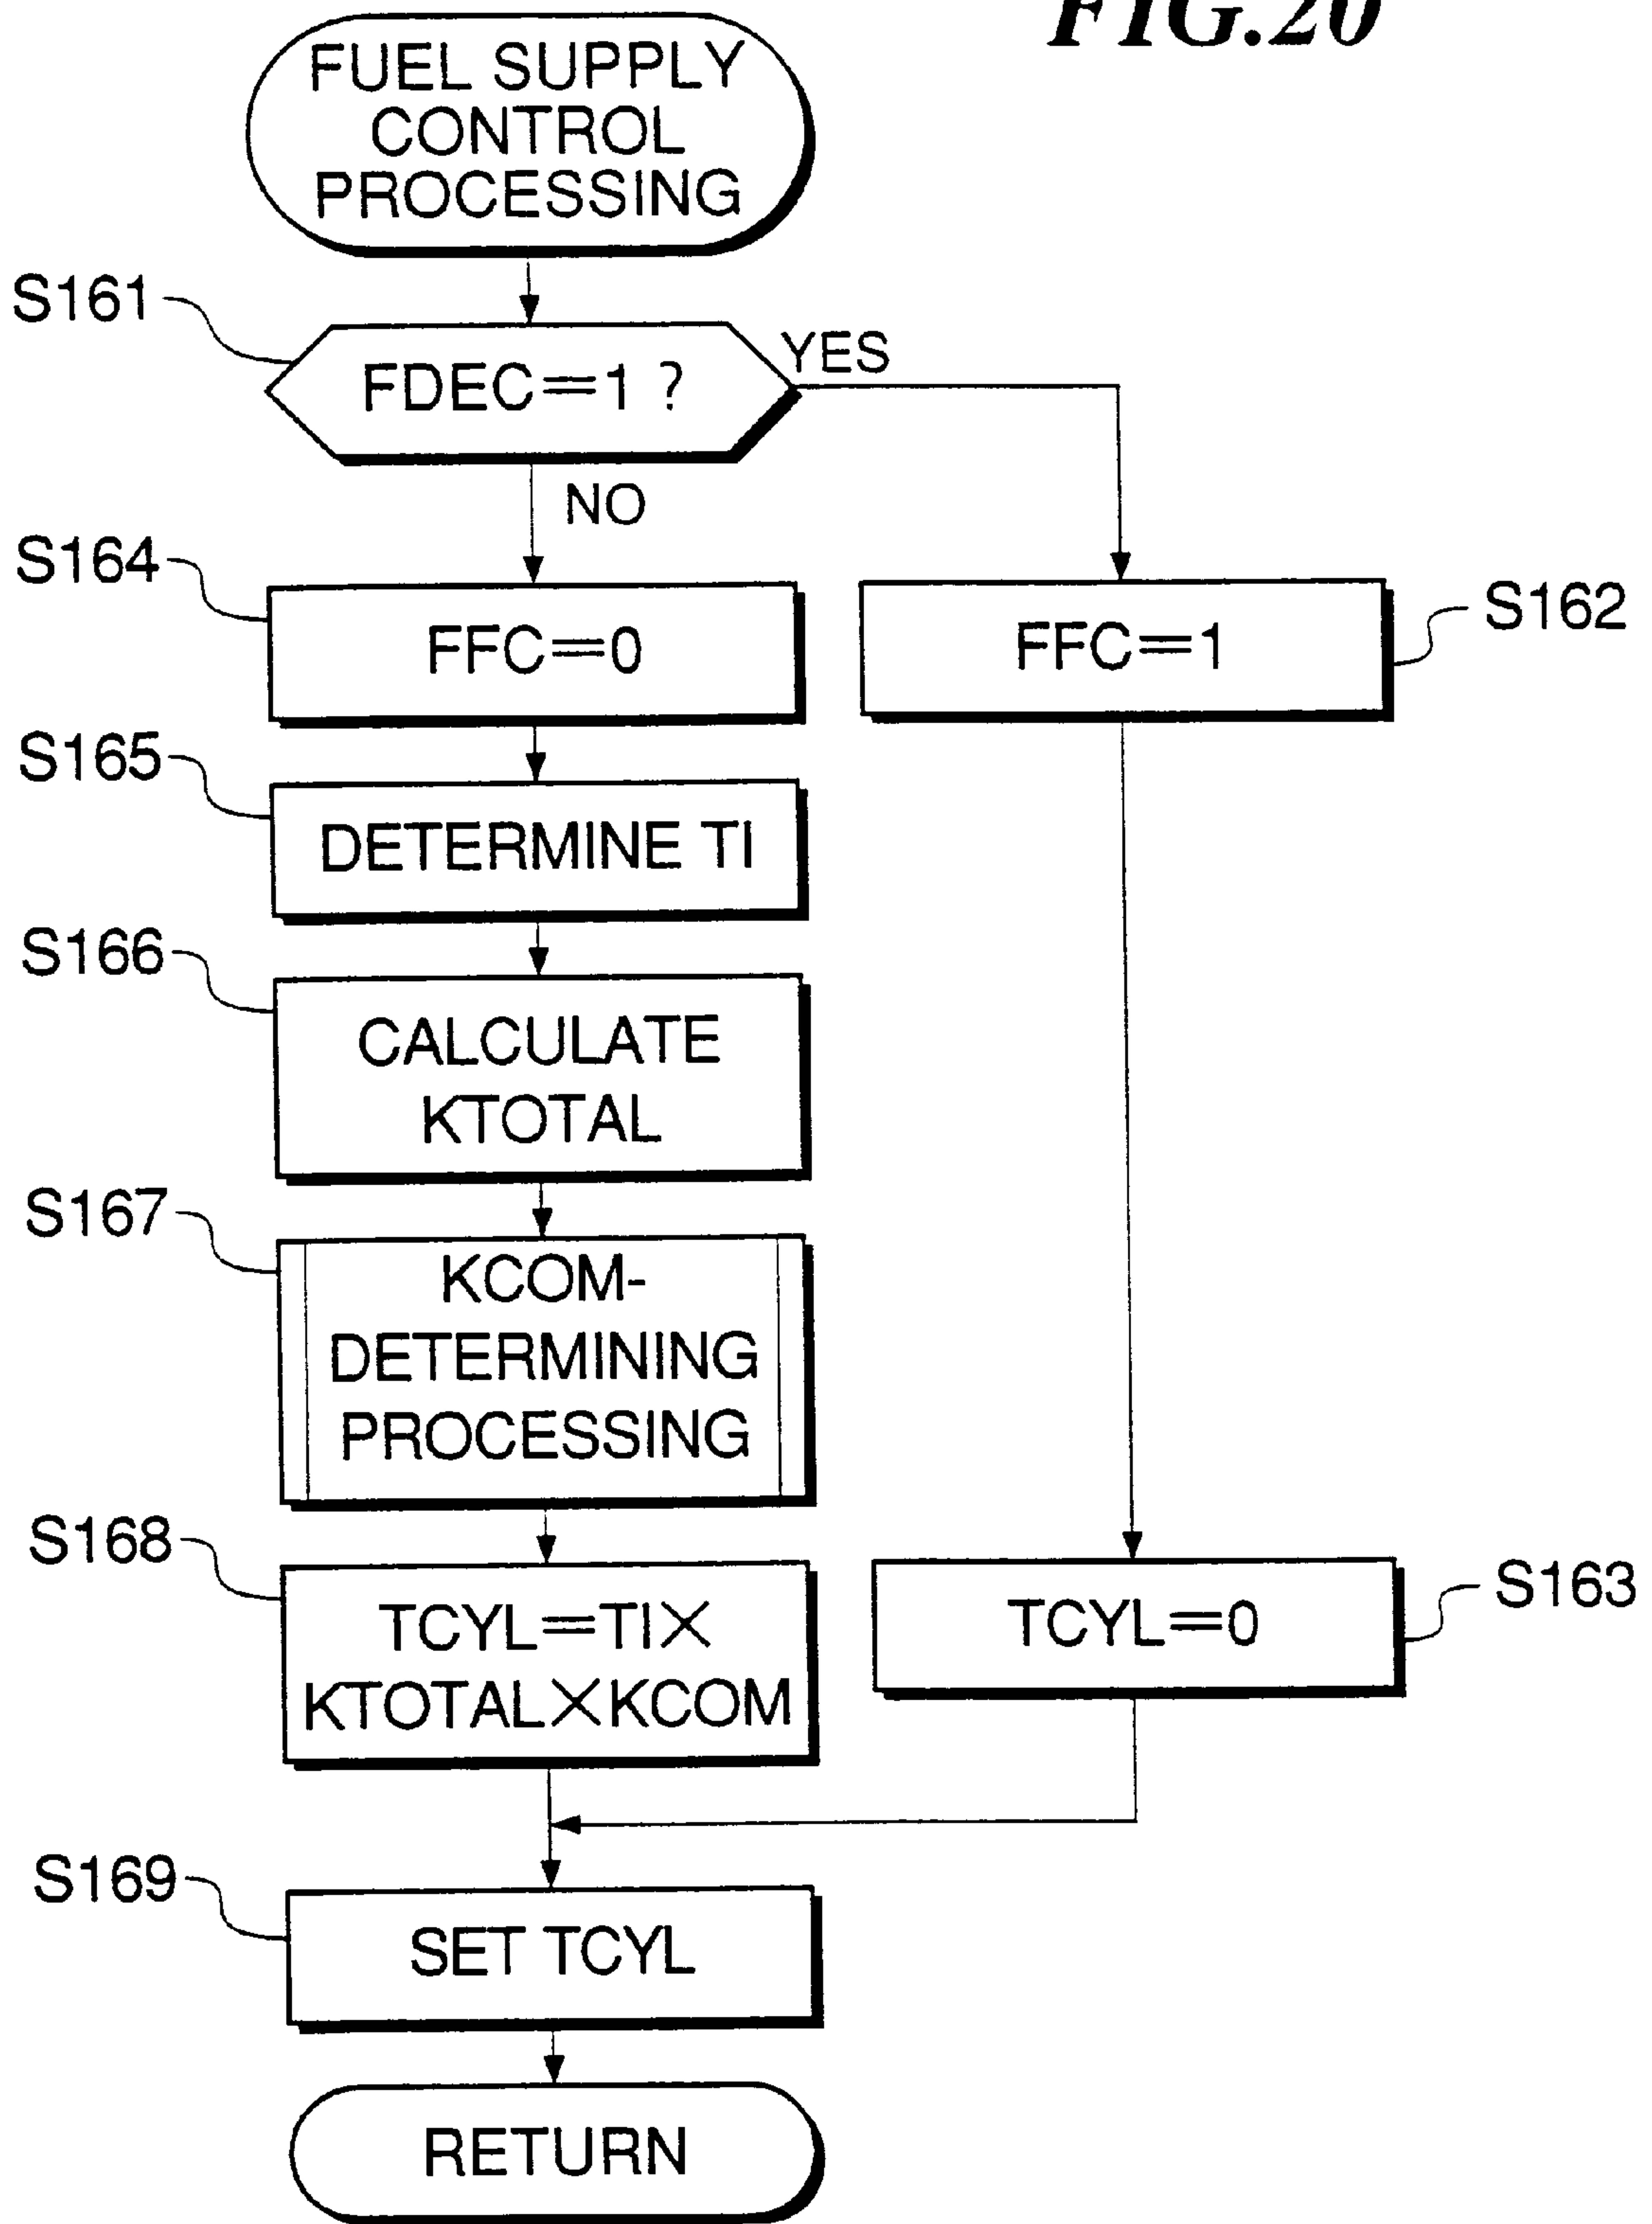 FIG.20
FUEL SUPPLY
CONTROL
PROCESSING
S161
FDEC=1 ?
YES
NO
S164
FFC=0
FFC=1
S162
S165
DETERMINE TI
S166
CALCULATE
KTOTAL
S167
KCOM-
DETERMINING
PROCESSING
S168
TCYL=TI×
KTOTAL×KCOM
TCYL=0
S163
S169
SET TCYL
RETURN